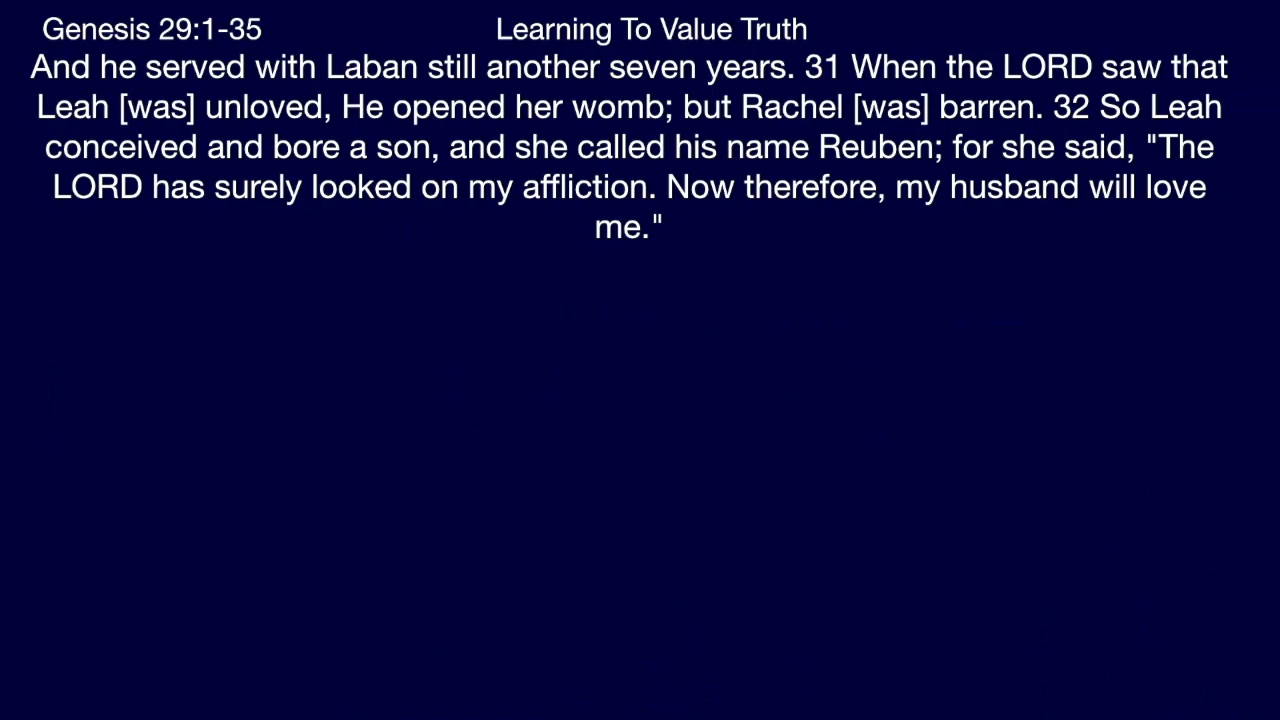 Genesis 29:1-35
Learning To Value Truth
And he served with Laban still another seven years. 31 When the LORD saw that
Leah [was] unloved, He opened her womb; but Rachel [was] barren. 32 So Leah
conceived and bore a son, and she called his name Reuben; for she said, "The
LORD has surely looked on my affliction. Now therefore, my husband will love
me."